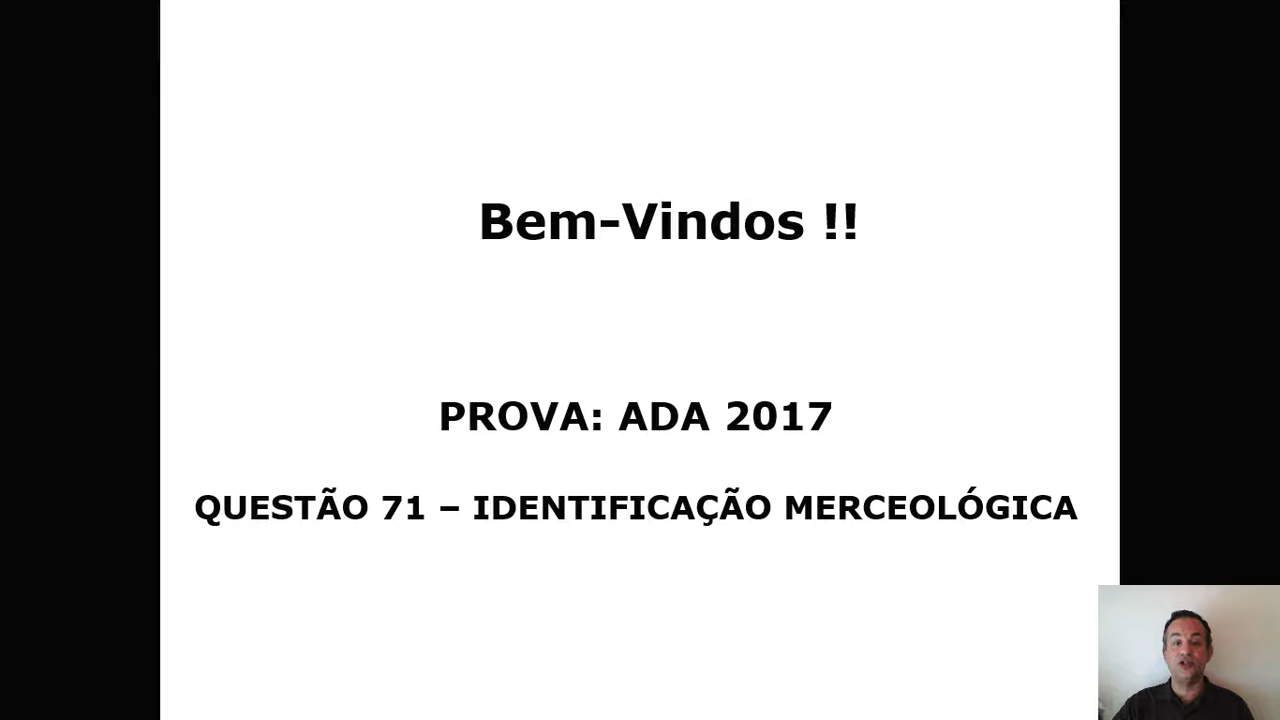 Bem-Vindos !!
PROVA: ADA 2017
QUESTÃO 71 – IDENTIFICAÇÃO MERCEOLÓGICA